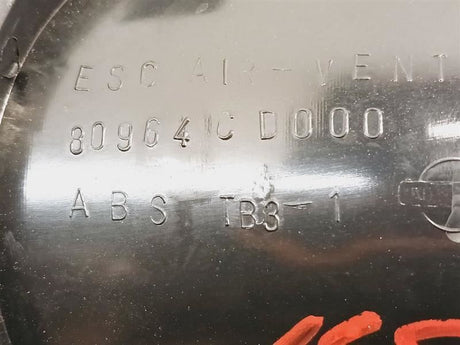 ESC AIR-VENT
80964 CD000
ABS TB3-1